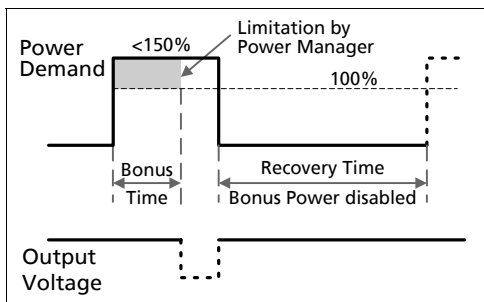 Power
Demand
<150%
Limitation by
Power Manager
100%
Bonus
Time
Recovery Time
Bonus Power disabled
Output
Voltage